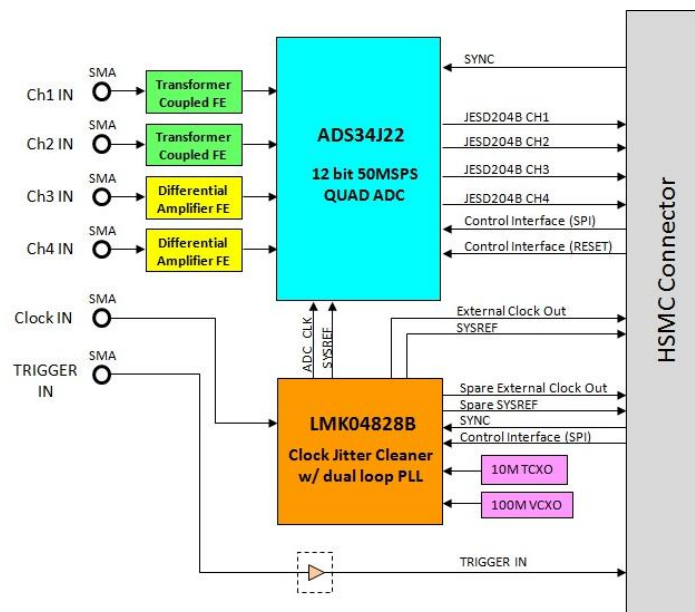 SMA
Ch1 IN
Transformer
Coupled FE
SMA
Ch2 IN
Transformer
Coupled FE
SMA
Ch3 IN
Differential
Amplifier FE
SMA
Ch4 IN
Differential
Amplifier FE
SMA
Clock IN
SMA
TRIGGER
IN
ADS34J22
12 bit 50MSPS
QUAD ADC
SYNC
JESD204B CH1
JESD204B CH2
JESD204B CH3
JESD204B CH4
Control Interface (SPI)
Control Interface (RESET)
ADC_CLK
SYSREF
External Clock Out
SYSREF
LMK04828B
Clock Jitter Cleaner
w/ dual loop PLL
Spare External Clock Out
Spare SYSREF
SYNC
Control Interface (SPI)
10M TCXO
100M VCXO
TRIGGER IN
HSMC Connector